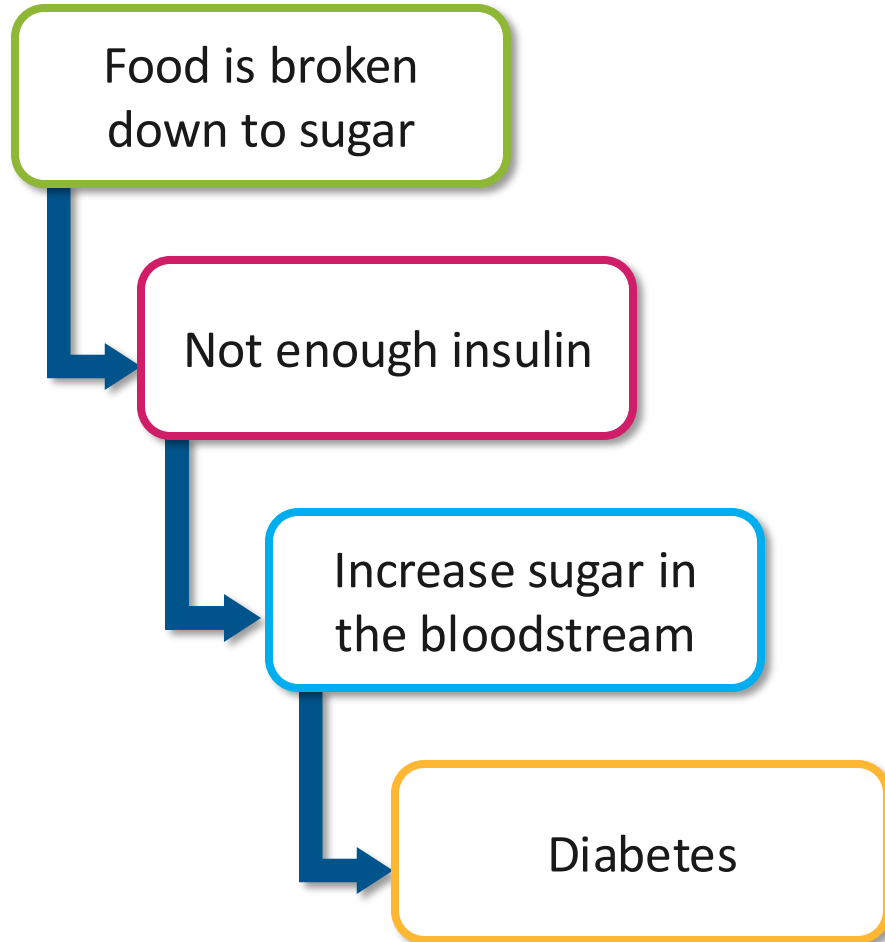 Food is broken
down to sugar
Not enough insulin
Increase sugar in
the bloodstream
Diabetes